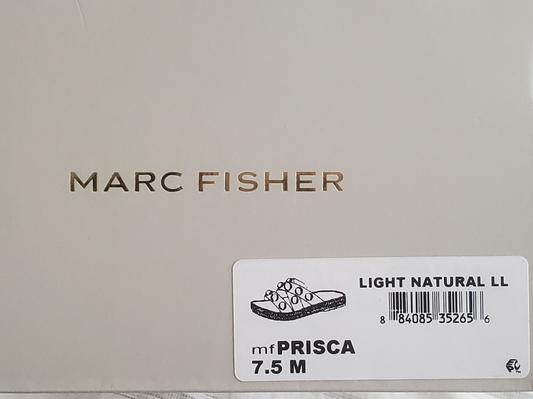 MARC FISHER
LIGHT NATURAL LL
8 84085 35265 6
mfPRISCA
7.5 M